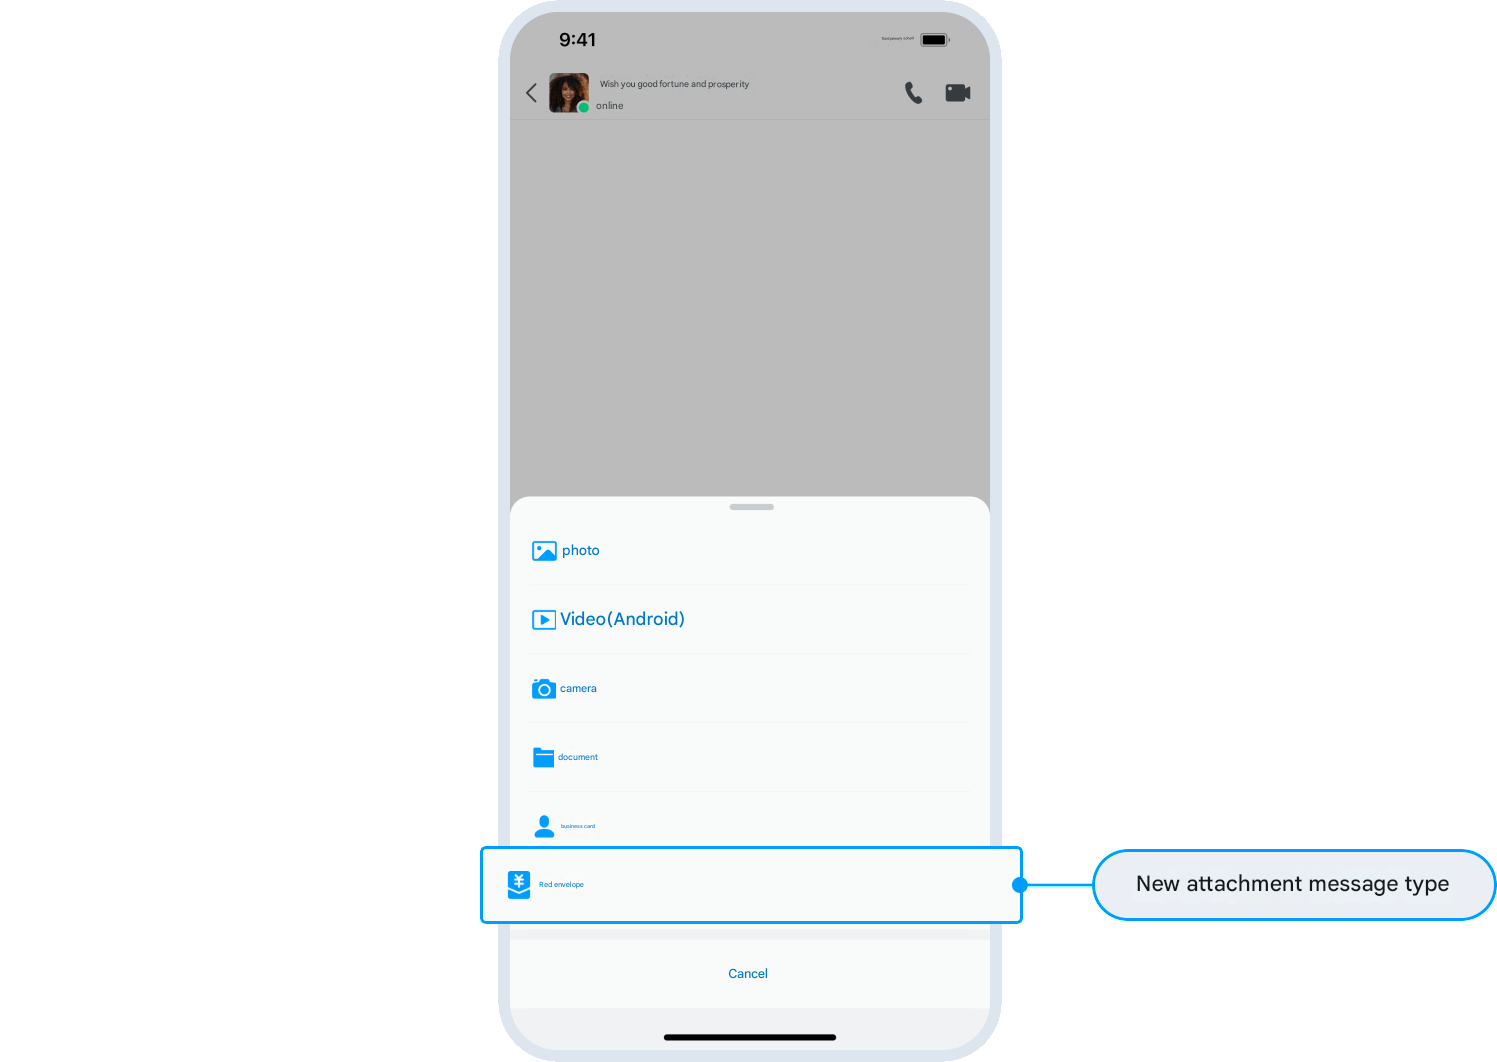 9:41
Wish you good fortune and prosperity
online
photo
Video(Android)
camera
document
business card
Red envelope
New attachment message type
Cancel